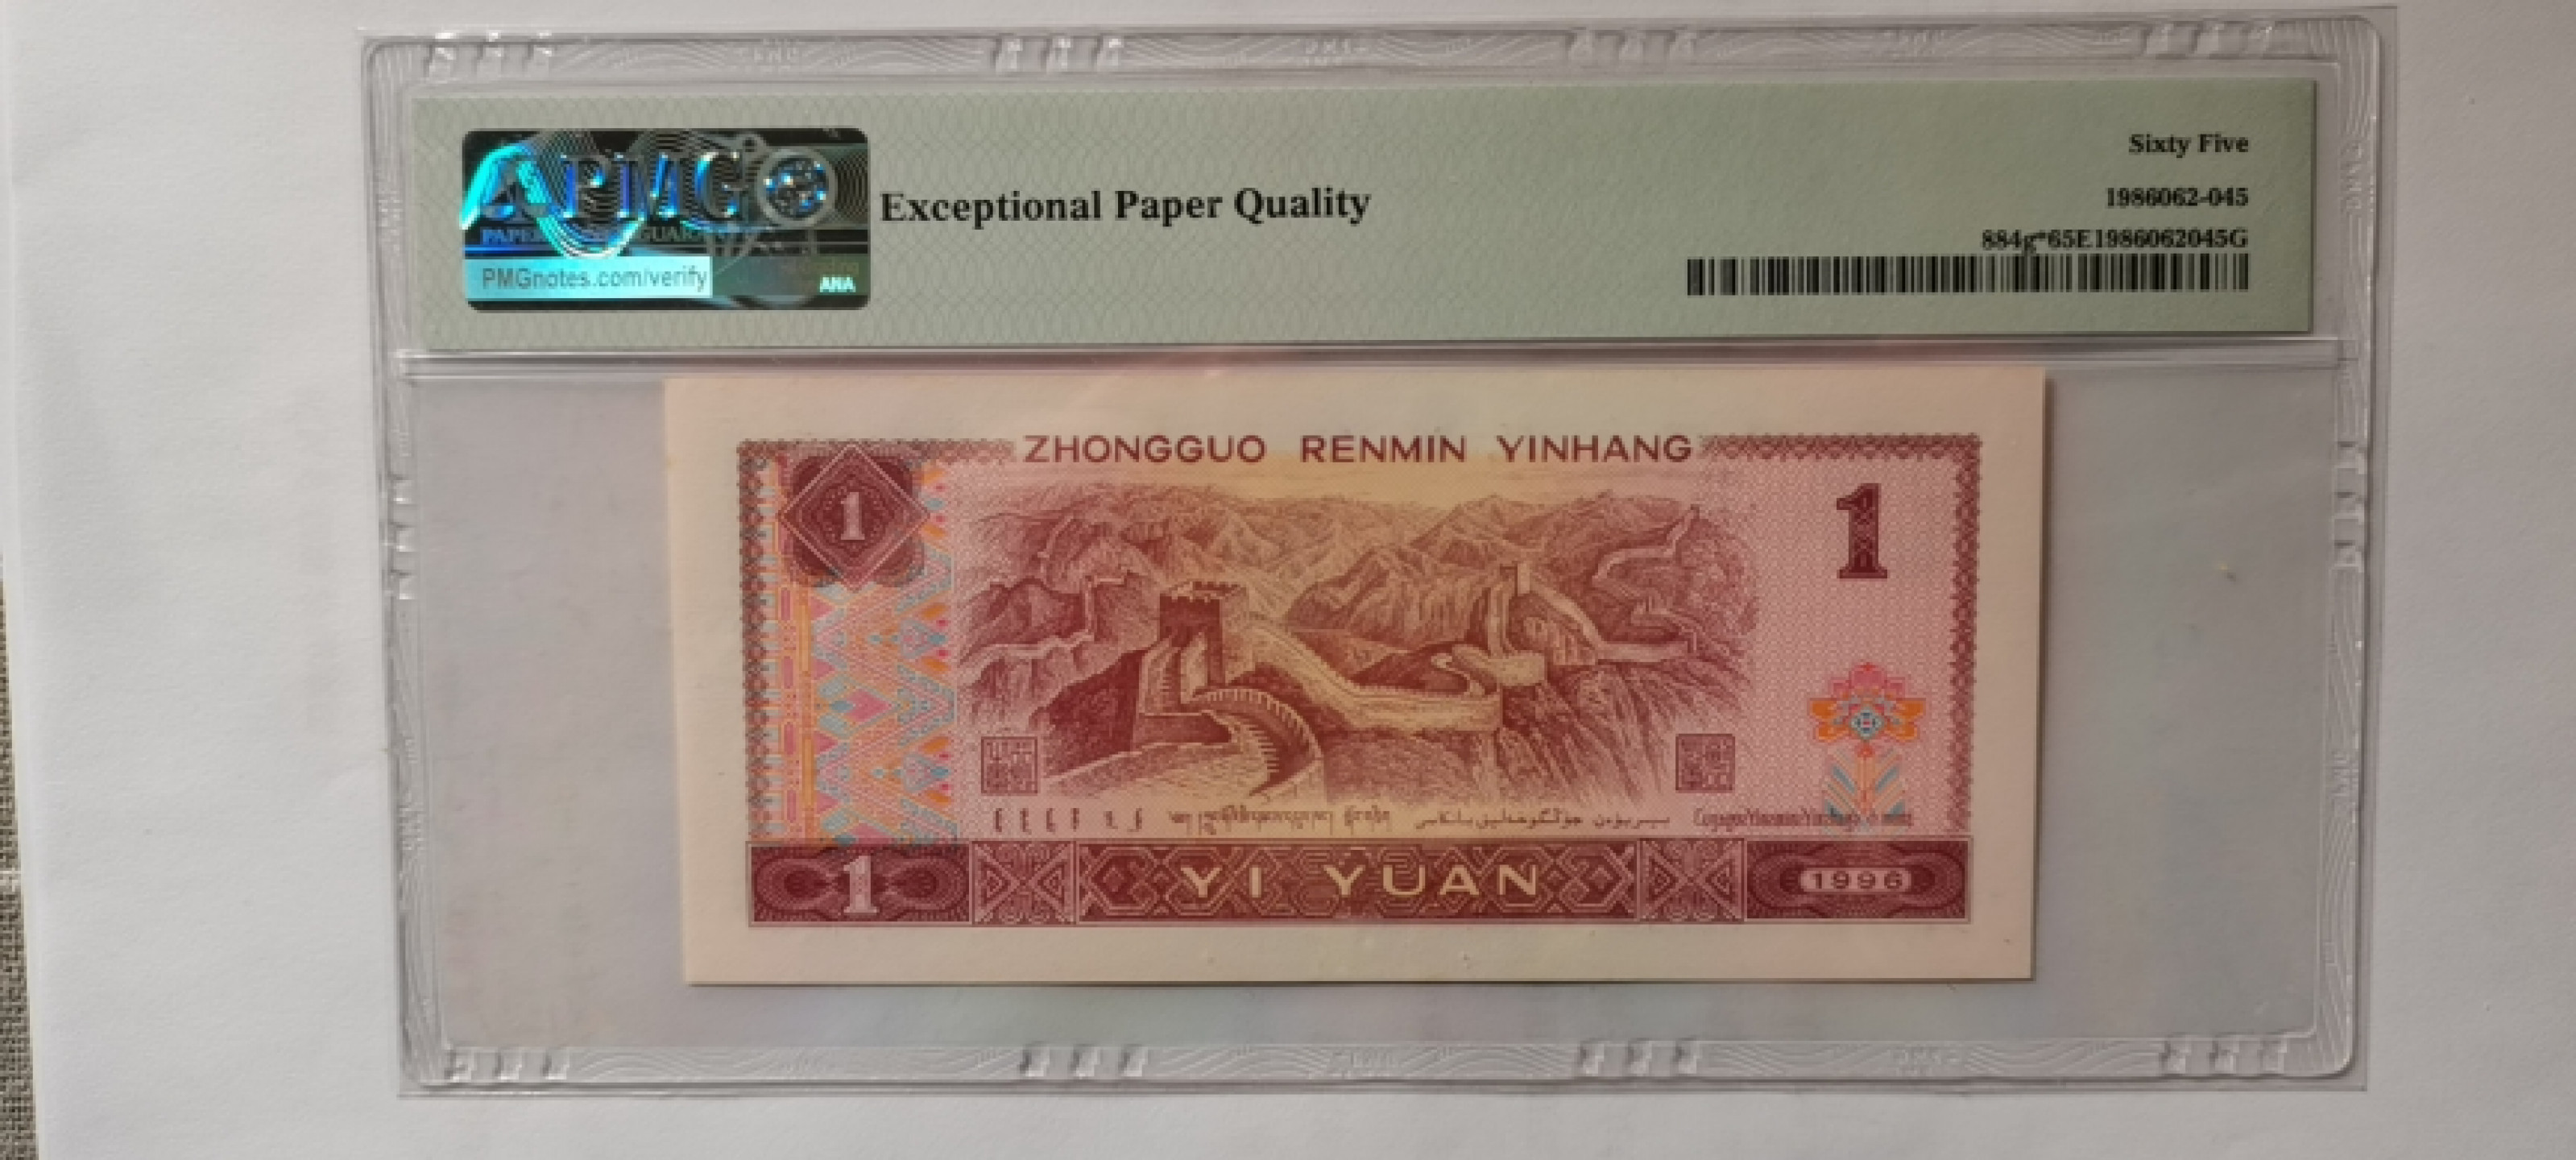 PMG
PMGnotes.com/verify
ANA
Exceptional Paper Quality
Sixty Five
1986062-045
884g*65E1986062045G
ZHONGGUO RENMIN YINHANG
1
1
1
YI YUAN
1996